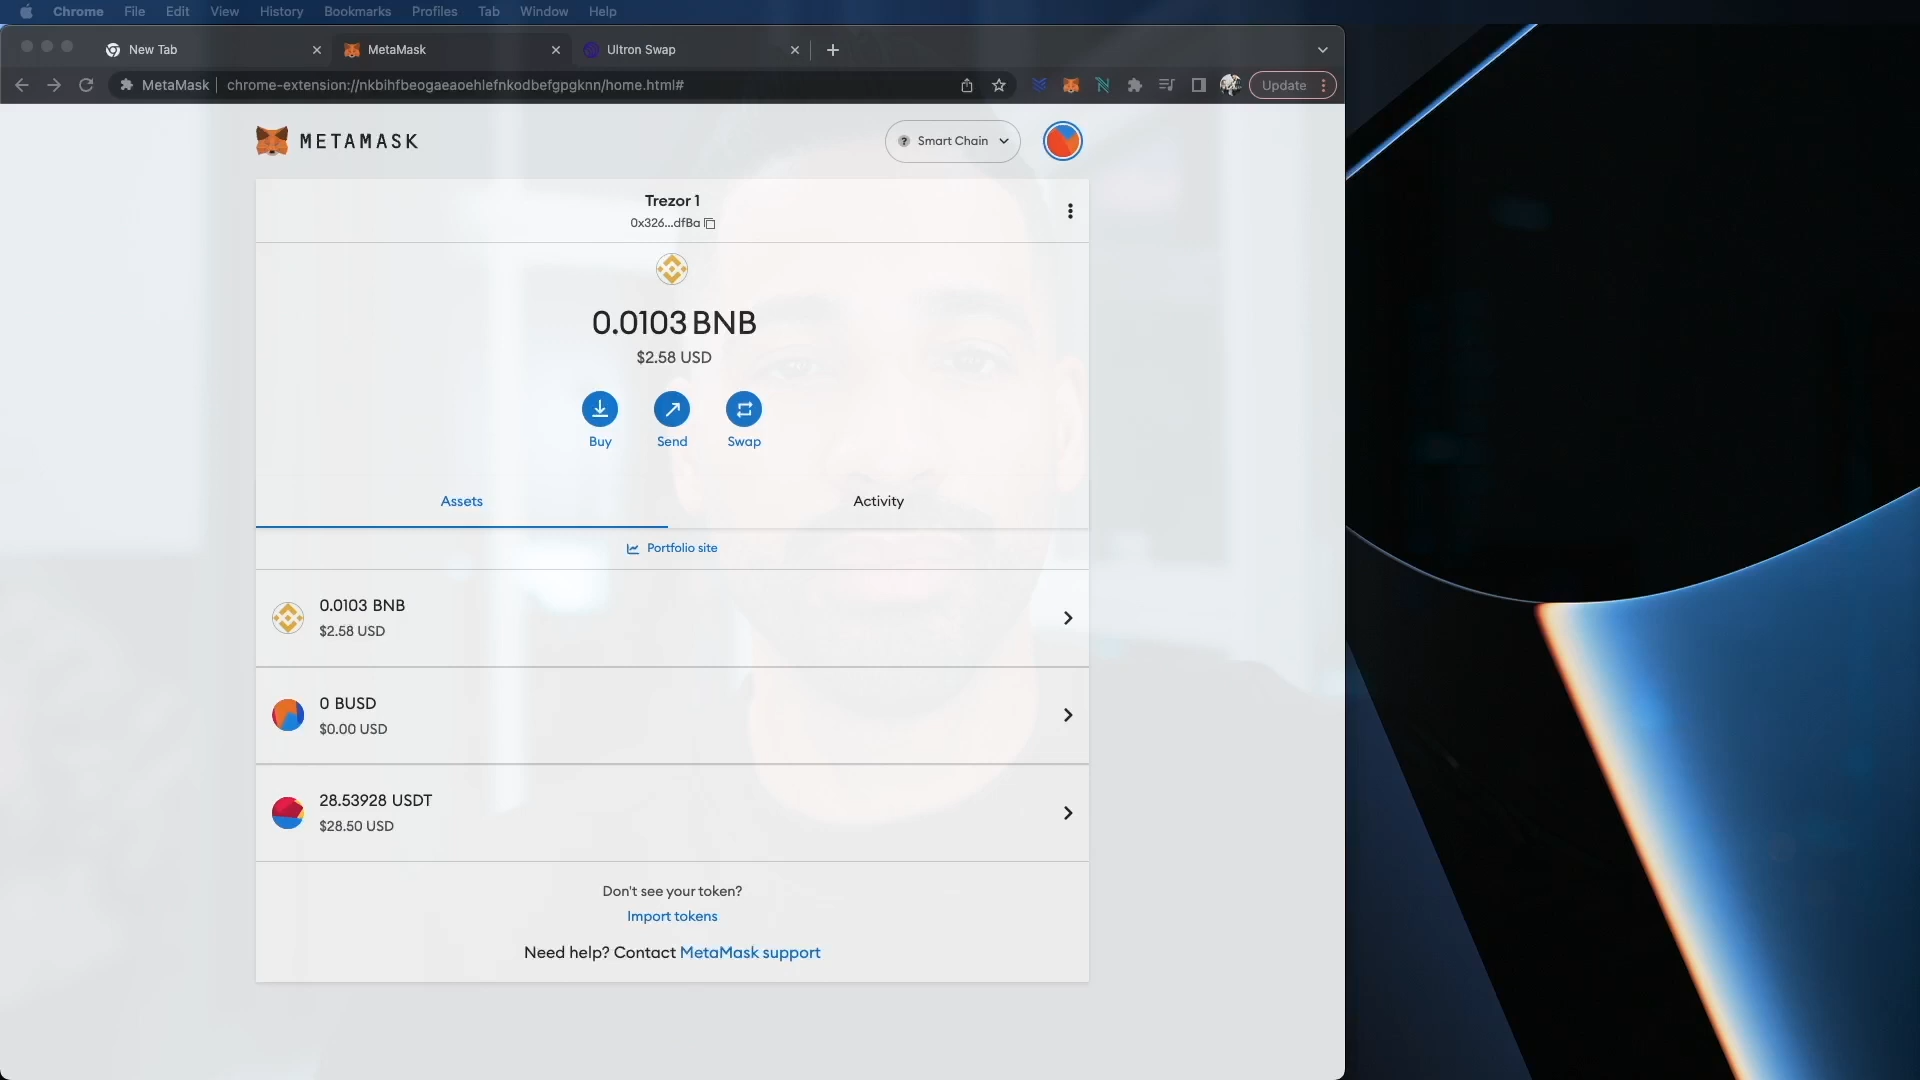 Chrome File Edit View History Bookmarks Profiles Tab Window Help
New Tab MetaMask Ultron Swap
MetaMask chrome-extension://nkbihfbeogaeaoehlefnkodbefgpgknn/home.html# Update
METAMASK Smart Chain
Trezor 1
0x326...dfBa
0.0103 BNB
$2.58 USD
Buy Send Swap
Assets Activity
Portfolio site
0.0103 BNB
$2.58 USD
0 BUSD
$0.00 USD
28.53928 USDT
$28.50 USD
Don't see your token?
Import tokens
Need help? Contact MetaMask support